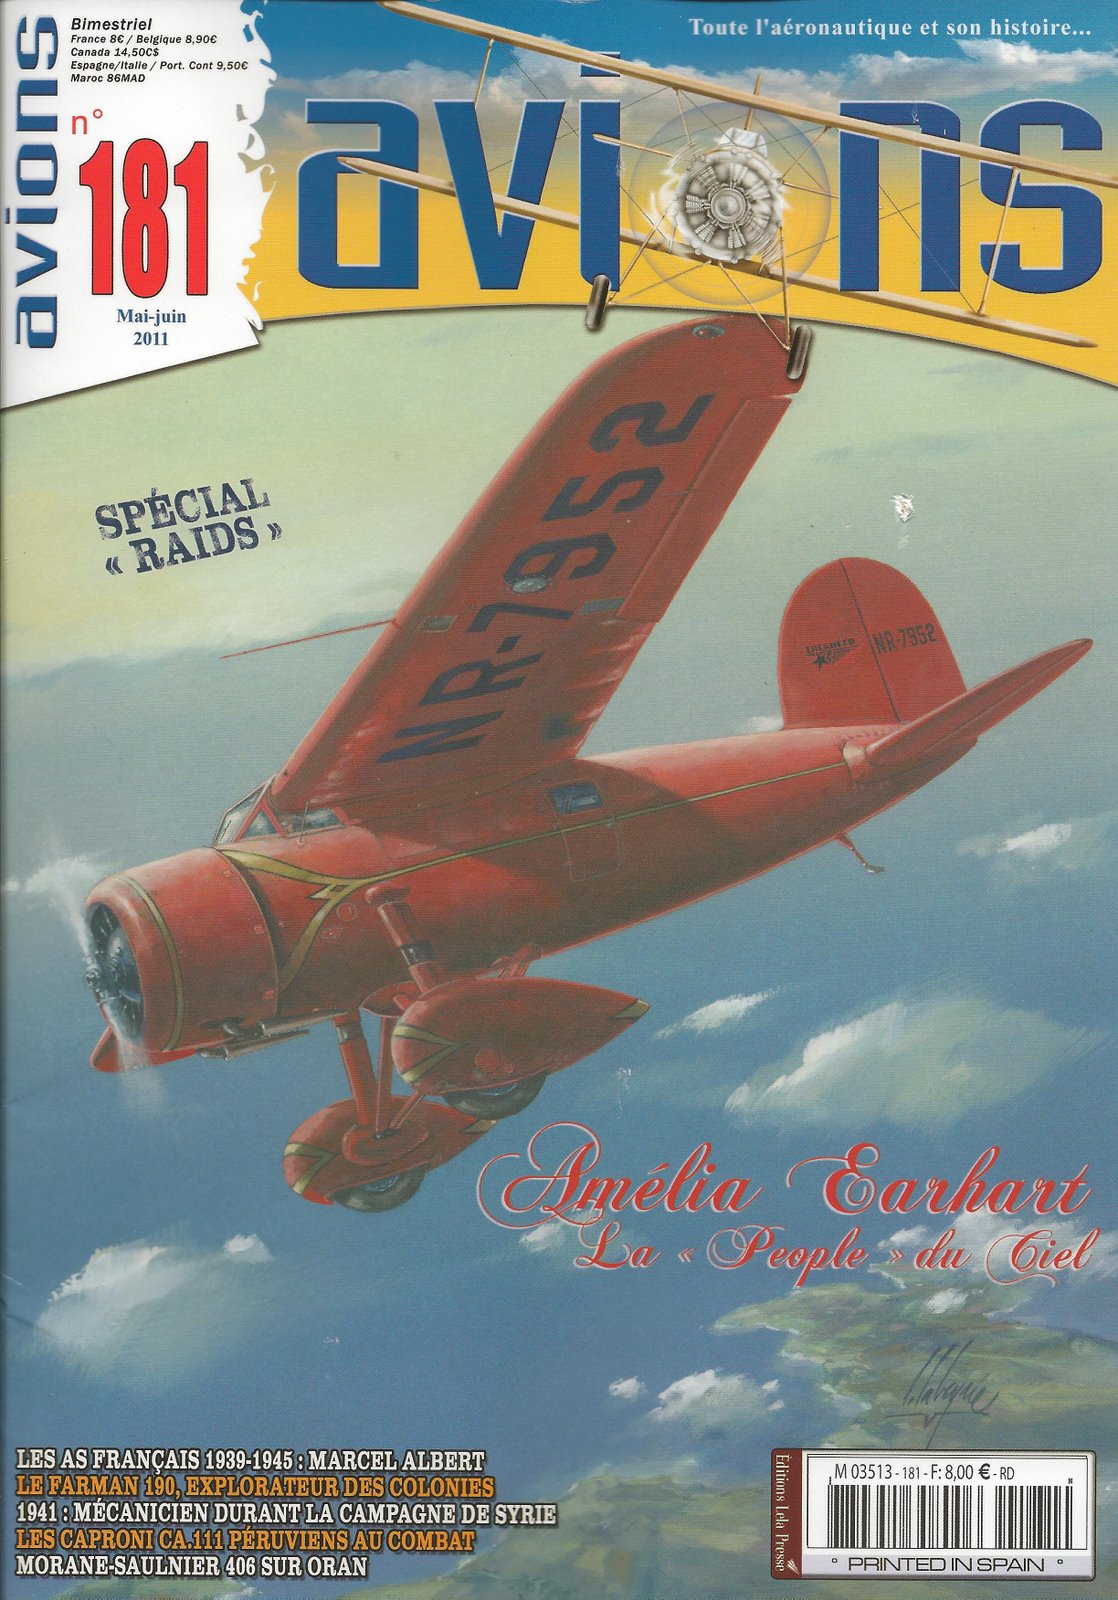 avions
Bimestriel
France 8€ / Belgique 8,90€
Canada 14,50C$
Espagne/Italie / Port. Cont 9,50€
Maroc 86MAD
n°
181
Mai-juin
2011
Toute l'aéronautique et son histoire...
avions
SPÉCIAL
« RAIDS »
NR-7952
LOCKHEED
NR-7952
Amélia Earhart
La « People » du Ciel
LES AS FRANÇAIS 1939-1945 : MARCEL ALBERT
LE FARMAN 190, EXPLORATEUR DES COLONIES
1941 : MÉCANICIEN DURANT LA CAMPAGNE DE SYRIE
LES CAPRONI CA.111 PÉRUVIENS AU COMBAT
MORANE-SAULNIER 406 SUR ORAN
Éditions Lela Presse
M 03513 - 181 - F: 8,00 € - RD
° PRINTED IN SPAIN °